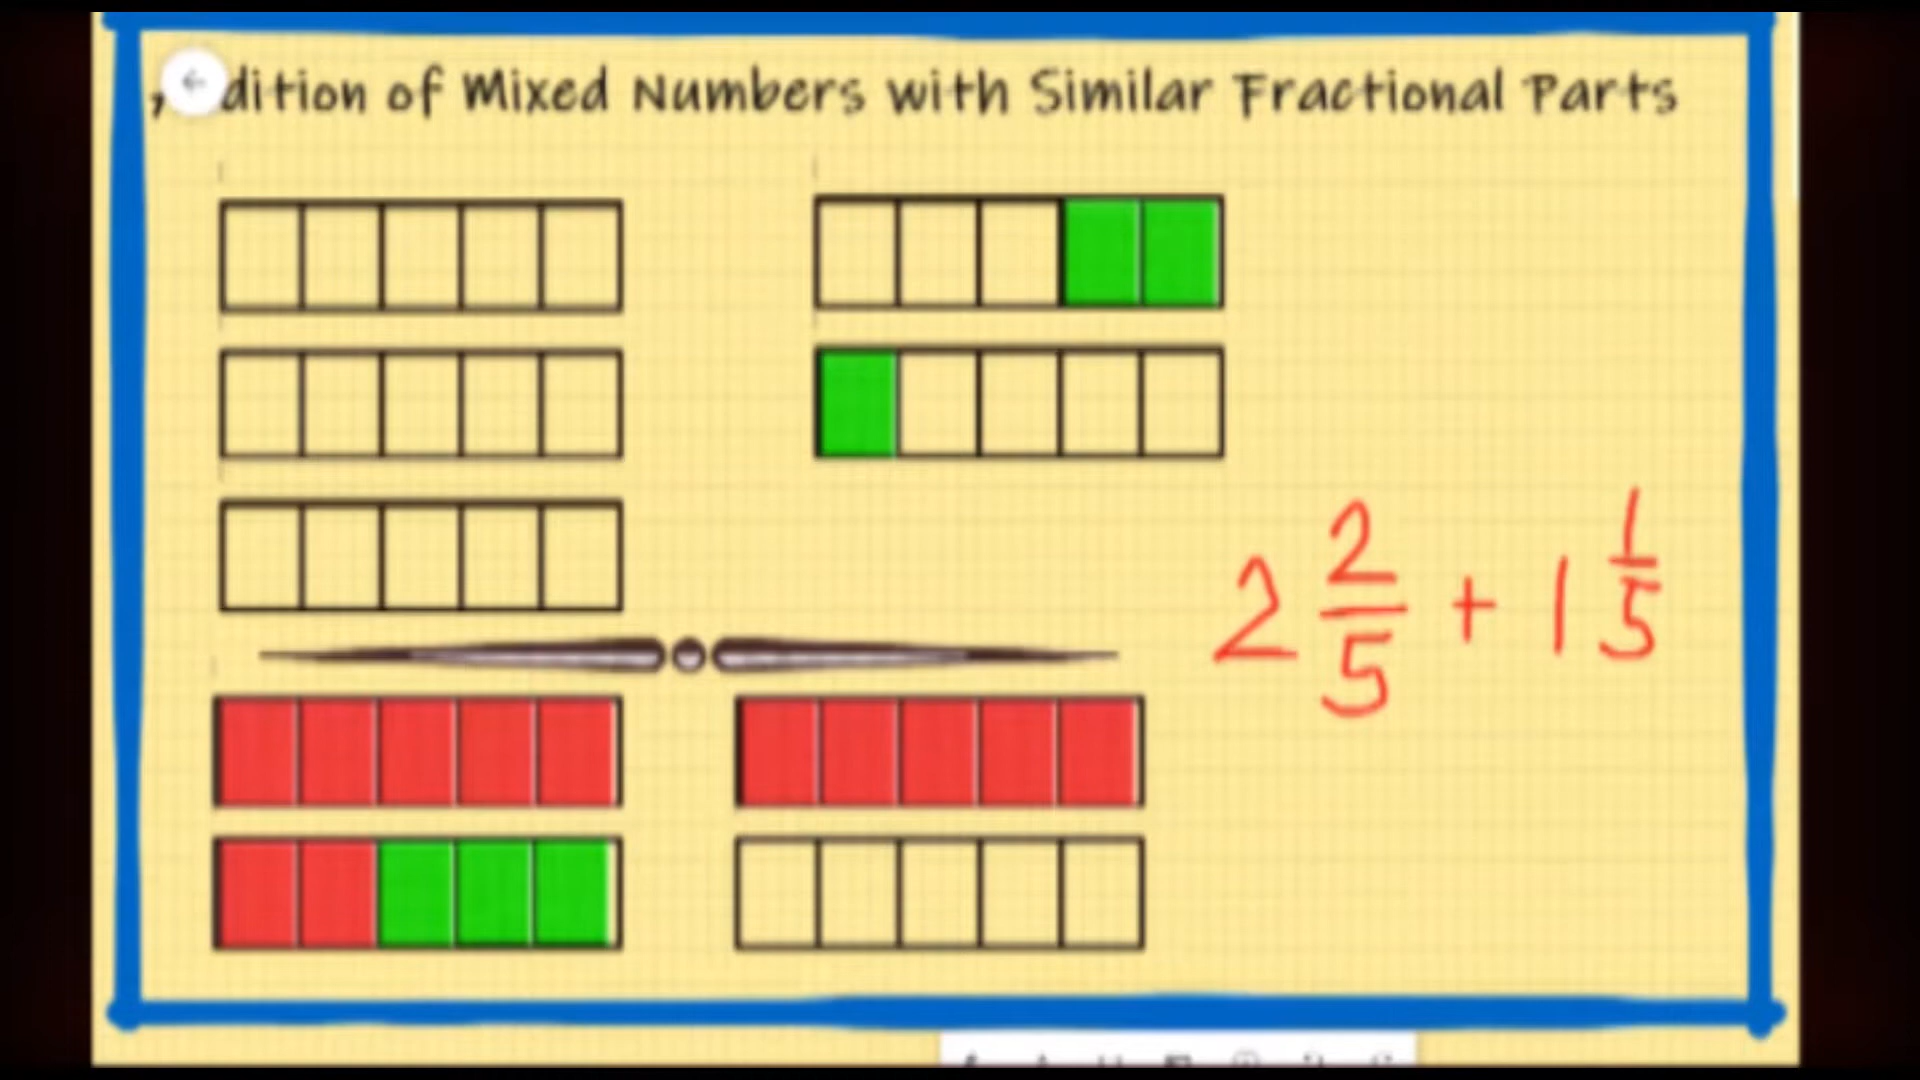 dition of Mixed Numbers with Similar Fractional Parts
2 2/5 + 1 1/5